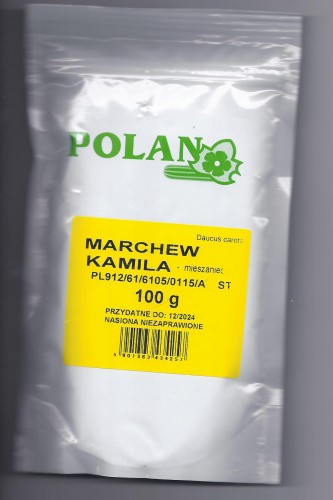 POLAN
Daucus carota
MARCHEW
KAMILA - mieszaniec
PL912/61/6105/0115/A ST
100 g
PRZYDATNE DO: 12/2024
NASIONA NIEZAPRAWIONE